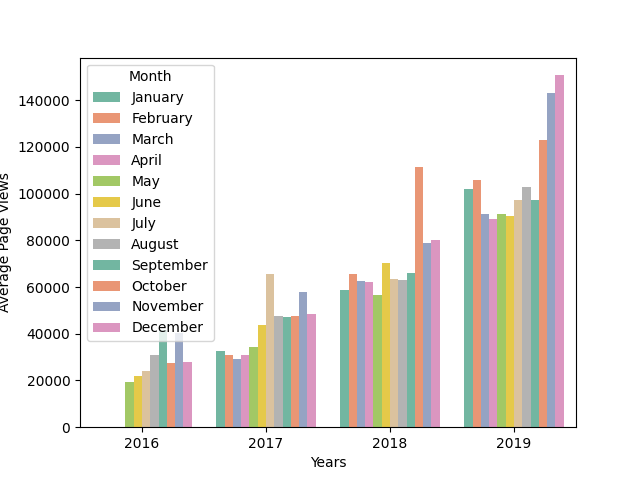 Month
January
February
March
April
May
June
July
August
September
October
November
December
140000
120000
100000
80000
60000
40000
20000
0
Average Page Views
2016 2017 2018 2019
Years